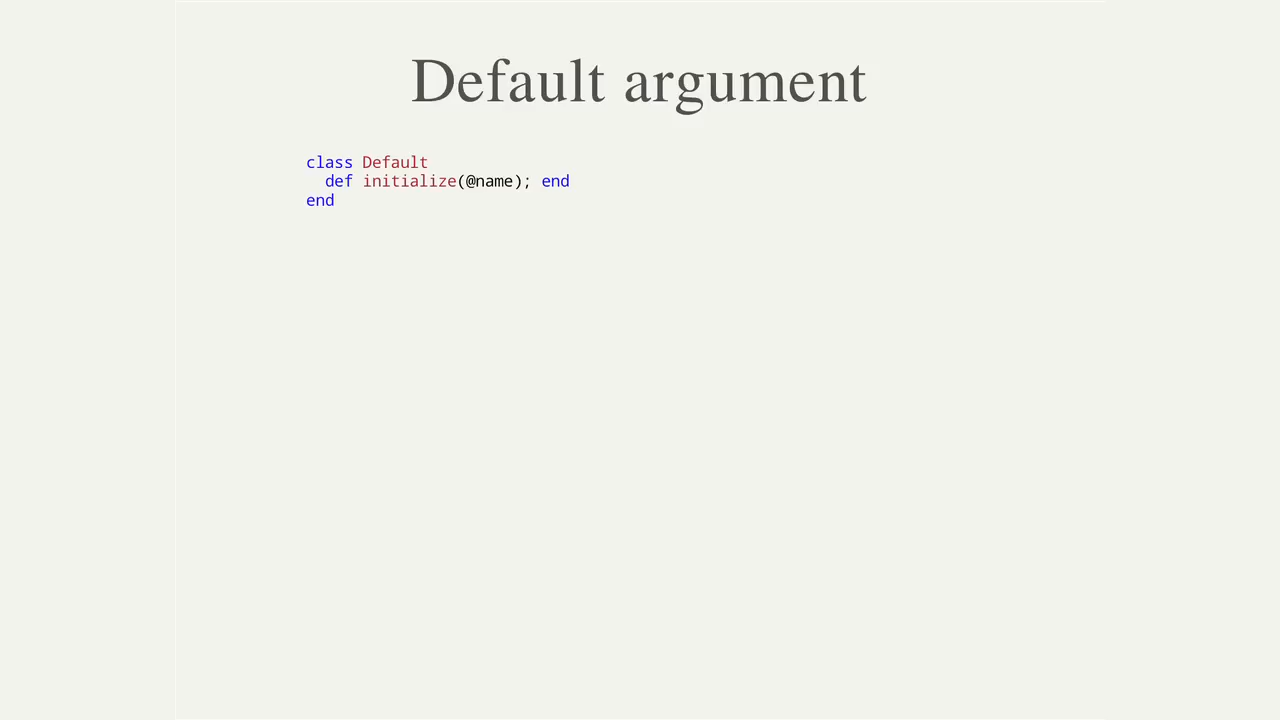 Default argument
class Default
  def initialize(@name); end
end